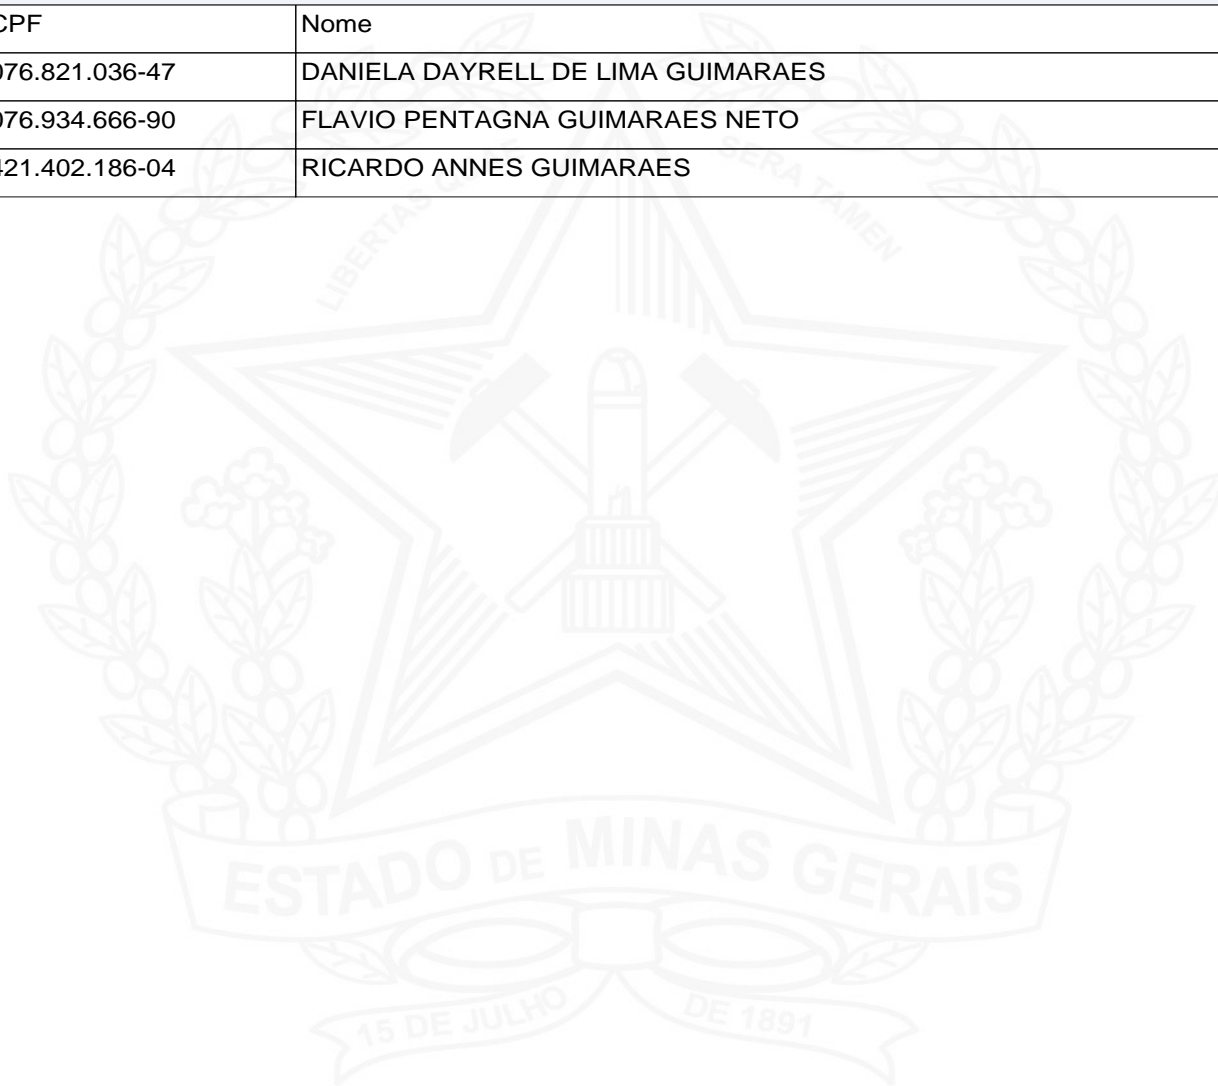 CPF Nome
076.821.036-47 DANIELA DAYRELL DE LIMA GUIMARAES
076.934.666-90 FLAVIO PENTAGNA GUIMARAES NETO
421.402.186-04 RICARDO ANNES GUIMARAES
LIBERTAS QUAE SERA TAMEN
ESTADO DE MINAS GERAIS
15 DE JULHO DE 1891